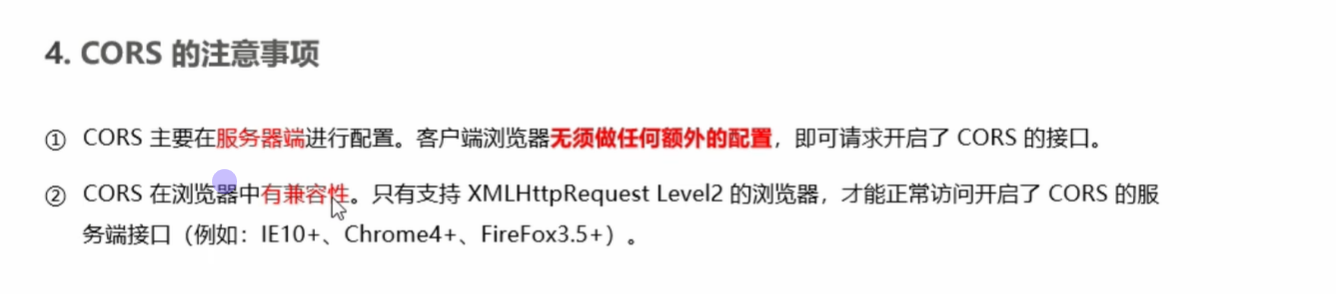 4. CORS 的注意事项
① CORS 主要在服务器端进行配置。客户端浏览器无须做任何额外的配置，即可请求开启了 CORS 的接口。
② CORS 在浏览器中有兼容性。只有支持 XMLHttpRequest Level2 的浏览器，才能正常访问开启了 CORS 的服
务端接口（例如：IE10+、Chrome4+、FireFox3.5+）。